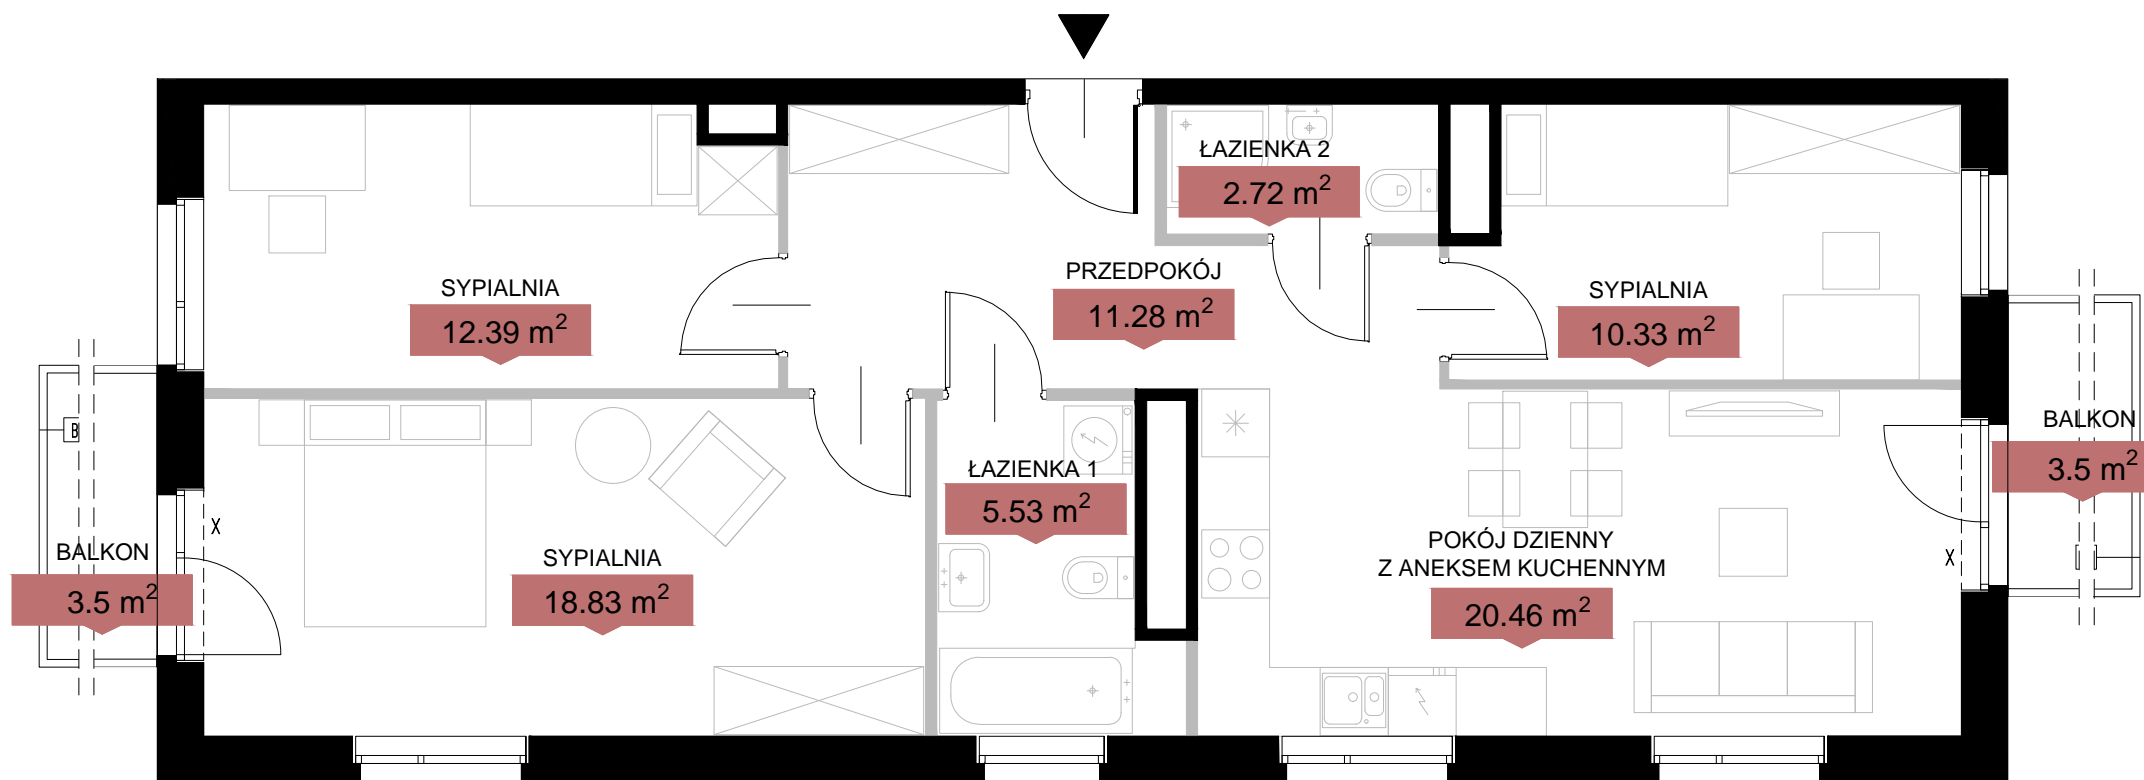 ŁAZIENKA 2
2.72 m²
PRZEDPOKÓJ
11.28 m²
SYPIALNIA
12.39 m²
SYPIALNIA
10.33 m²
BALKON
3.5 m²
ŁAZIENKA 1
5.53 m²
POKÓJ DZIENNY
Z ANEKSEM KUCHENNYM
20.46 m²
BALKON
3.5 m²
SYPIALNIA
18.83 m²
B
X
X